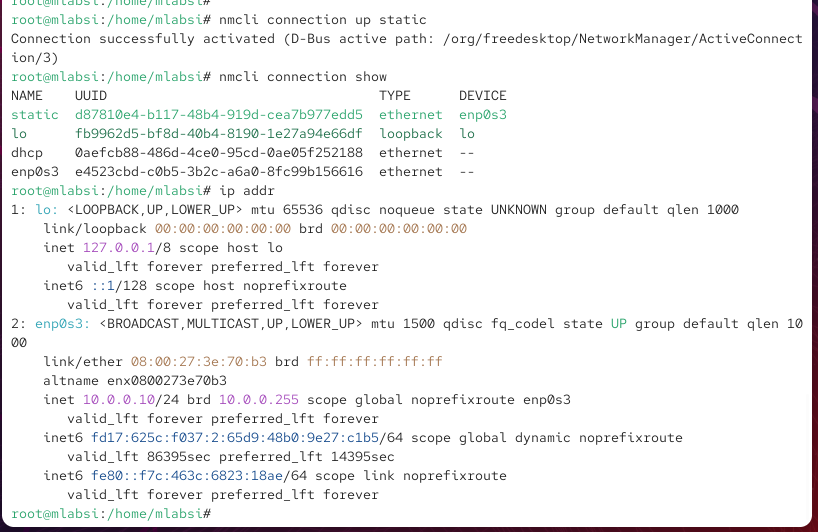 root@mlabsi:/home/mlabsi#
root@mlabsi:/home/mlabsi# nmcli connection up static
Connection successfully activated (D-Bus active path: /org/freedesktop/NetworkManager/ActiveConnect
ion/3)
root@mlabsi:/home/mlabsi# nmcli connection show
NAME    UUID                                  TYPE      DEVICE
static  d87810e4-b117-48b4-919d-cea7b977edd5  ethernet  enp0s3
lo      fb9962d5-bf8d-40b4-8190-1e27a94e66df  loopback  lo
dhcp    0aefcb88-486d-4ce0-95cd-0ae05f252188  ethernet  --
enp0s3  e4523cbd-c0b5-3b2c-a6a0-8fc99b156616  ethernet  --
root@mlabsi:/home/mlabsi# ip addr
1: lo: <LOOPBACK,UP,LOWER_UP> mtu 65536 qdisc noqueue state UNKNOWN group default qlen 1000
    link/loopback 00:00:00:00:00:00 brd 00:00:00:00:00:00
    inet 127.0.0.1/8 scope host lo
       valid_lft forever preferred_lft forever
    inet6 ::1/128 scope host noprefixroute
       valid_lft forever preferred_lft forever
2: enp0s3: <BROADCAST,MULTICAST,UP,LOWER_UP> mtu 1500 qdisc fq_codel state UP group default qlen 10
00
    link/ether 08:00:27:3e:70:b3 brd ff:ff:ff:ff:ff:ff
    altname enx0800273e70b3
    inet 10.0.0.10/24 brd 10.0.0.255 scope global noprefixroute enp0s3
       valid_lft forever preferred_lft forever
    inet6 fd17:625c:f037:2:65d9:48b0:9e27:c1b5/64 scope global dynamic noprefixroute
       valid_lft 86395sec preferred_lft 14395sec
    inet6 fe80::f7c:463c:6823:18ae/64 scope link noprefixroute
       valid_lft forever preferred_lft forever
root@mlabsi:/home/mlabsi#